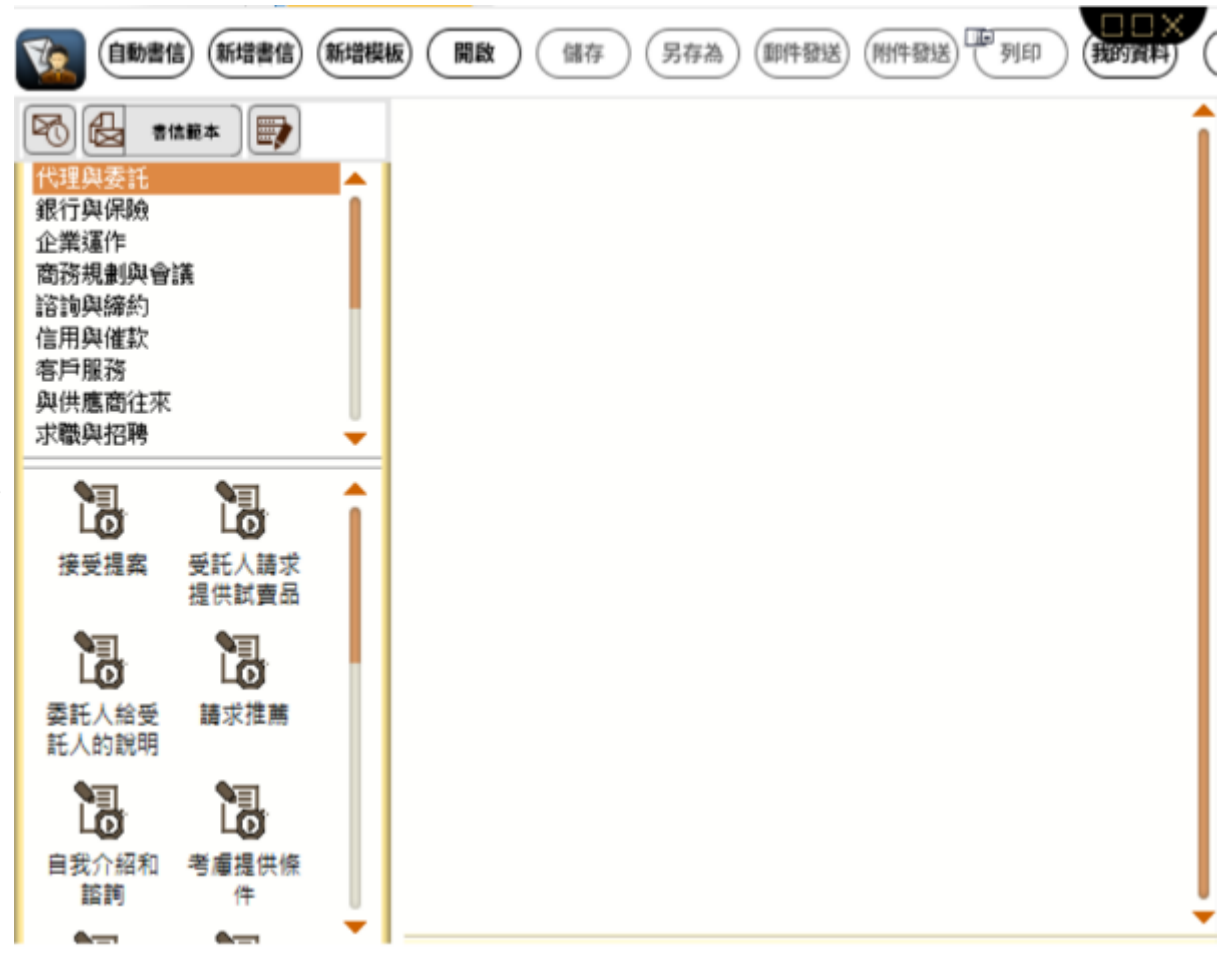 自動書信
新增書信
新增模板
開啟
儲存
另存為
郵件發送
附件發送
列印
我的資料
書信範本
代理與委託
銀行與保險
企業運作
商務規劃與會議
諮詢與締約
信用與催款
客戶服務
與供應商往來
求職與招聘
接受提案
受託人請求
提供試賣品
委託人給受
託人的說明
請求推薦
自我介紹和
諮詢
考慮提供條
件